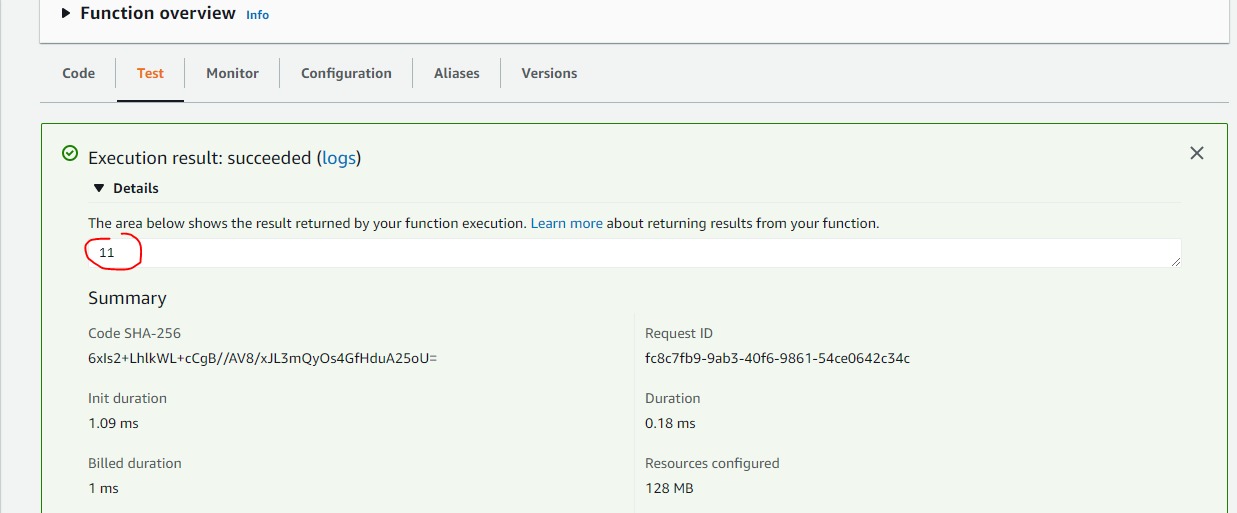 Function overview Info
Code Test Monitor Configuration Aliases Versions
Execution result: succeeded (logs)
Details
The area below shows the result returned by your function execution. Learn more about returning results from your function.
11
Summary
Code SHA-256
6xIs2+LhlkWL+cCgB//AV8/xJL3mQyOs4GfHduA25oU=
Request ID
fc8c7fb9-9ab3-40f6-9861-54ce0642c34c
Init duration
1.09 ms
Duration
0.18 ms
Billed duration
1 ms
Resources configured
128 MB